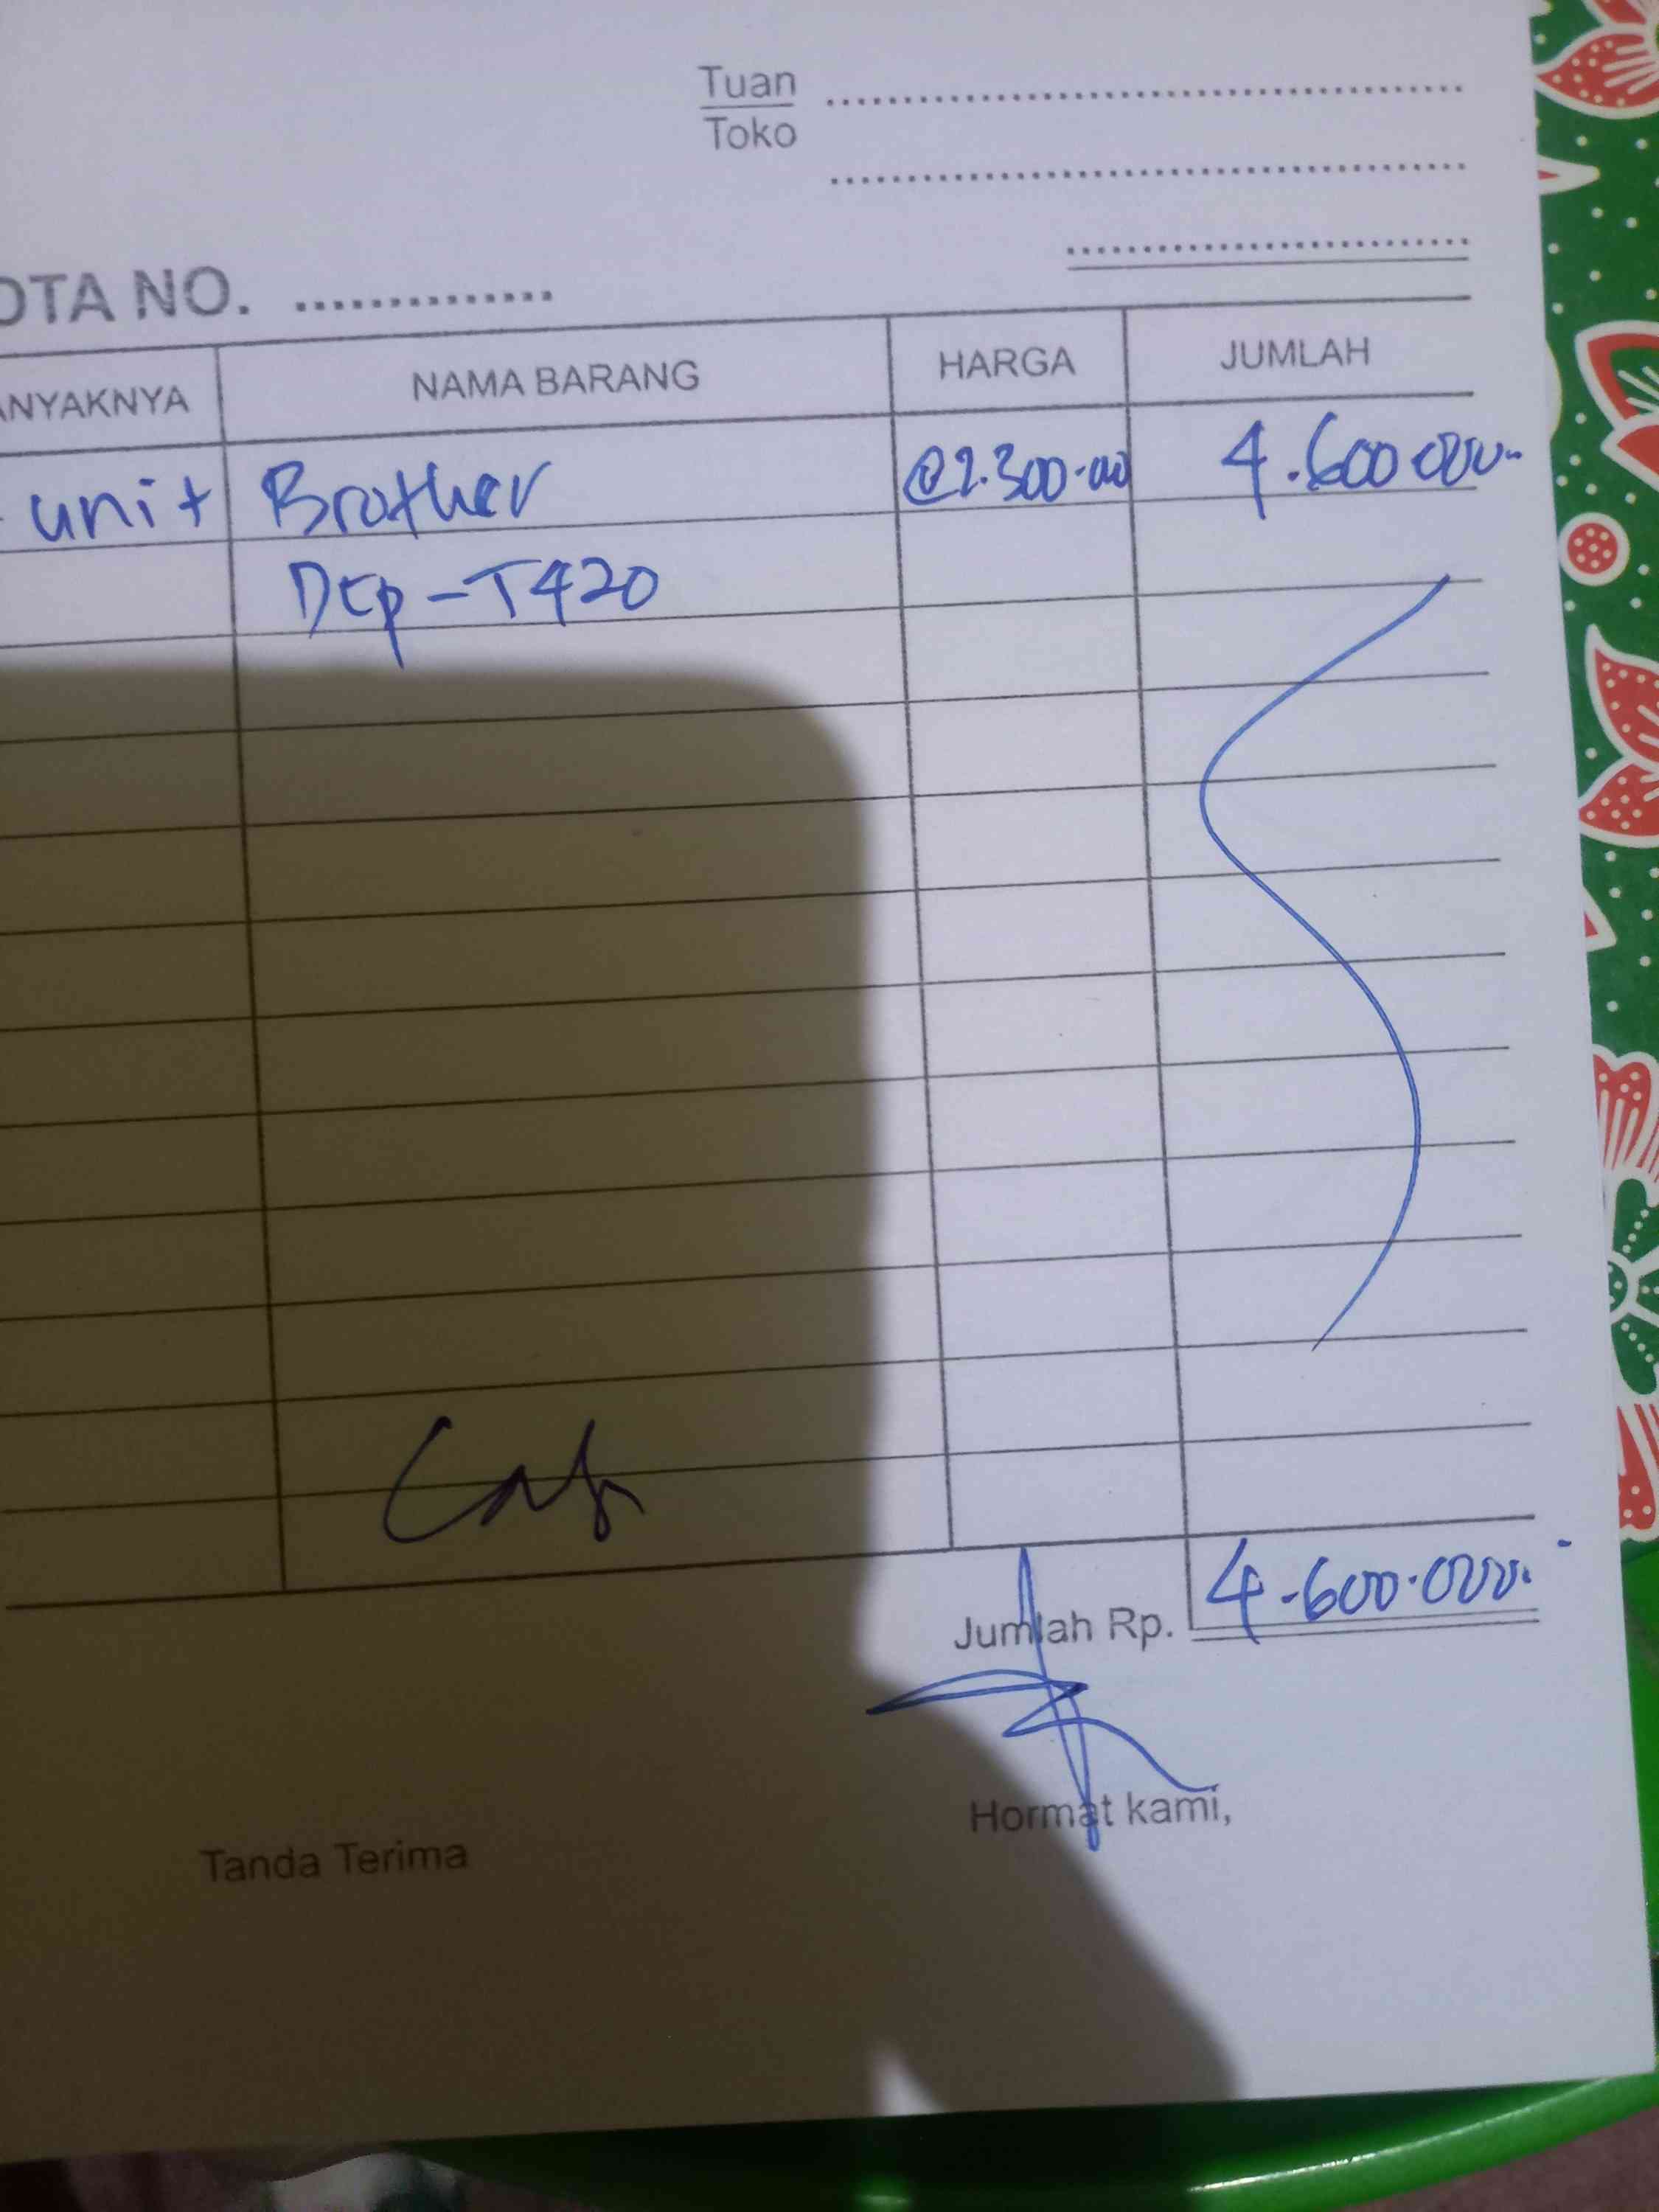 Tuan
Toko
OTA NO. ..............
ANYAKNYA NAMA BARANG HARGA JUMLAH
unit Brother @2.300.000 4.600.000.-
Dcp-T420
Jumlah Rp. 4.600.000.-
Tanda Terima Hormat kami,